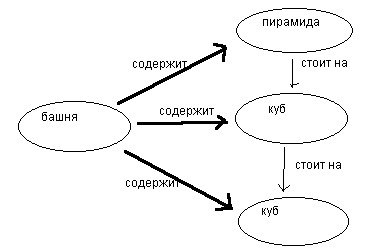 пирамида
содержит
стоит на
содержит
куб
башня
стоит на
содержит
куб